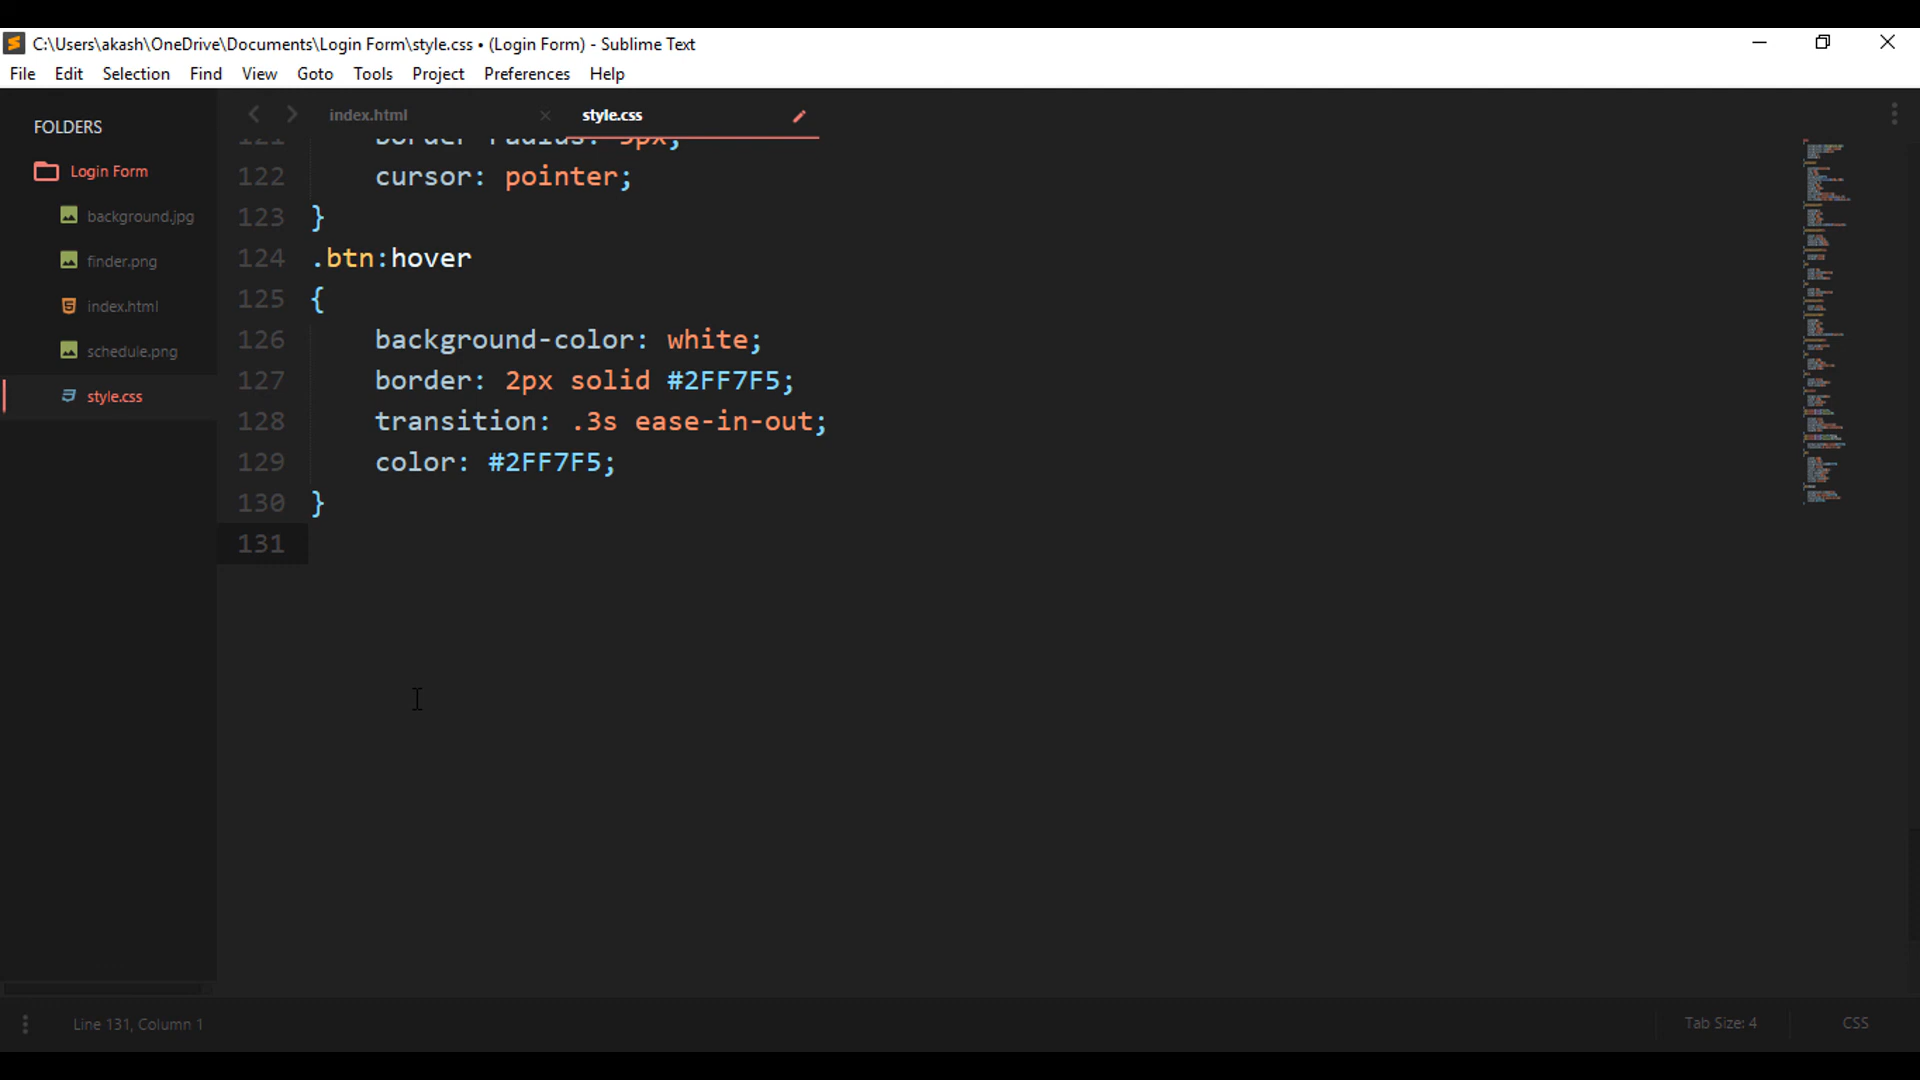 C:\Users\akash\OneDrive\Documents\Login Form\style.css • (Login Form) - Sublime Text
File Edit Selection Find View Goto Tools Project Preferences Help
FOLDERS
Login Form
background.jpg
finder.png
index.html
schedule.png
style.css
index.html
style.css
121 border-radius: 5px;
122 cursor: pointer;
123 }
124 .btn:hover
125 {
126 background-color: white;
127 border: 2px solid #2FF7F5;
128 transition: .3s ease-in-out;
129 color: #2FF7F5;
130 }
131
Line 131, Column 1
Tab Size: 4
CSS